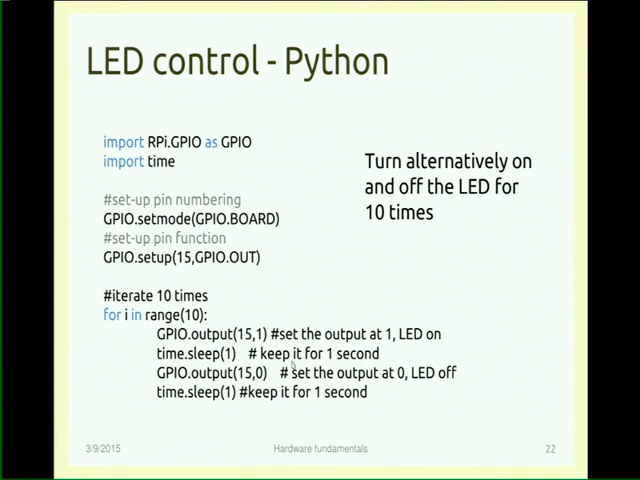 LED control - Python
import RPi.GPIO as GPIO
import time
#set-up pin numbering
GPIO.setmode(GPIO.BOARD)
#set-up pin function
GPIO.setup(15,GPIO.OUT)
#iterate 10 times
for i in range(10):
GPIO.output(15,1) #set the output at 1, LED on
time.sleep(1) # keep it for 1 second
GPIO.output(15,0) # set the output at 0, LED off
time.sleep(1) #keep it for 1 second
Turn alternatively on
and off the LED for
10 times
3/9/2015
Hardware fundamentals
22